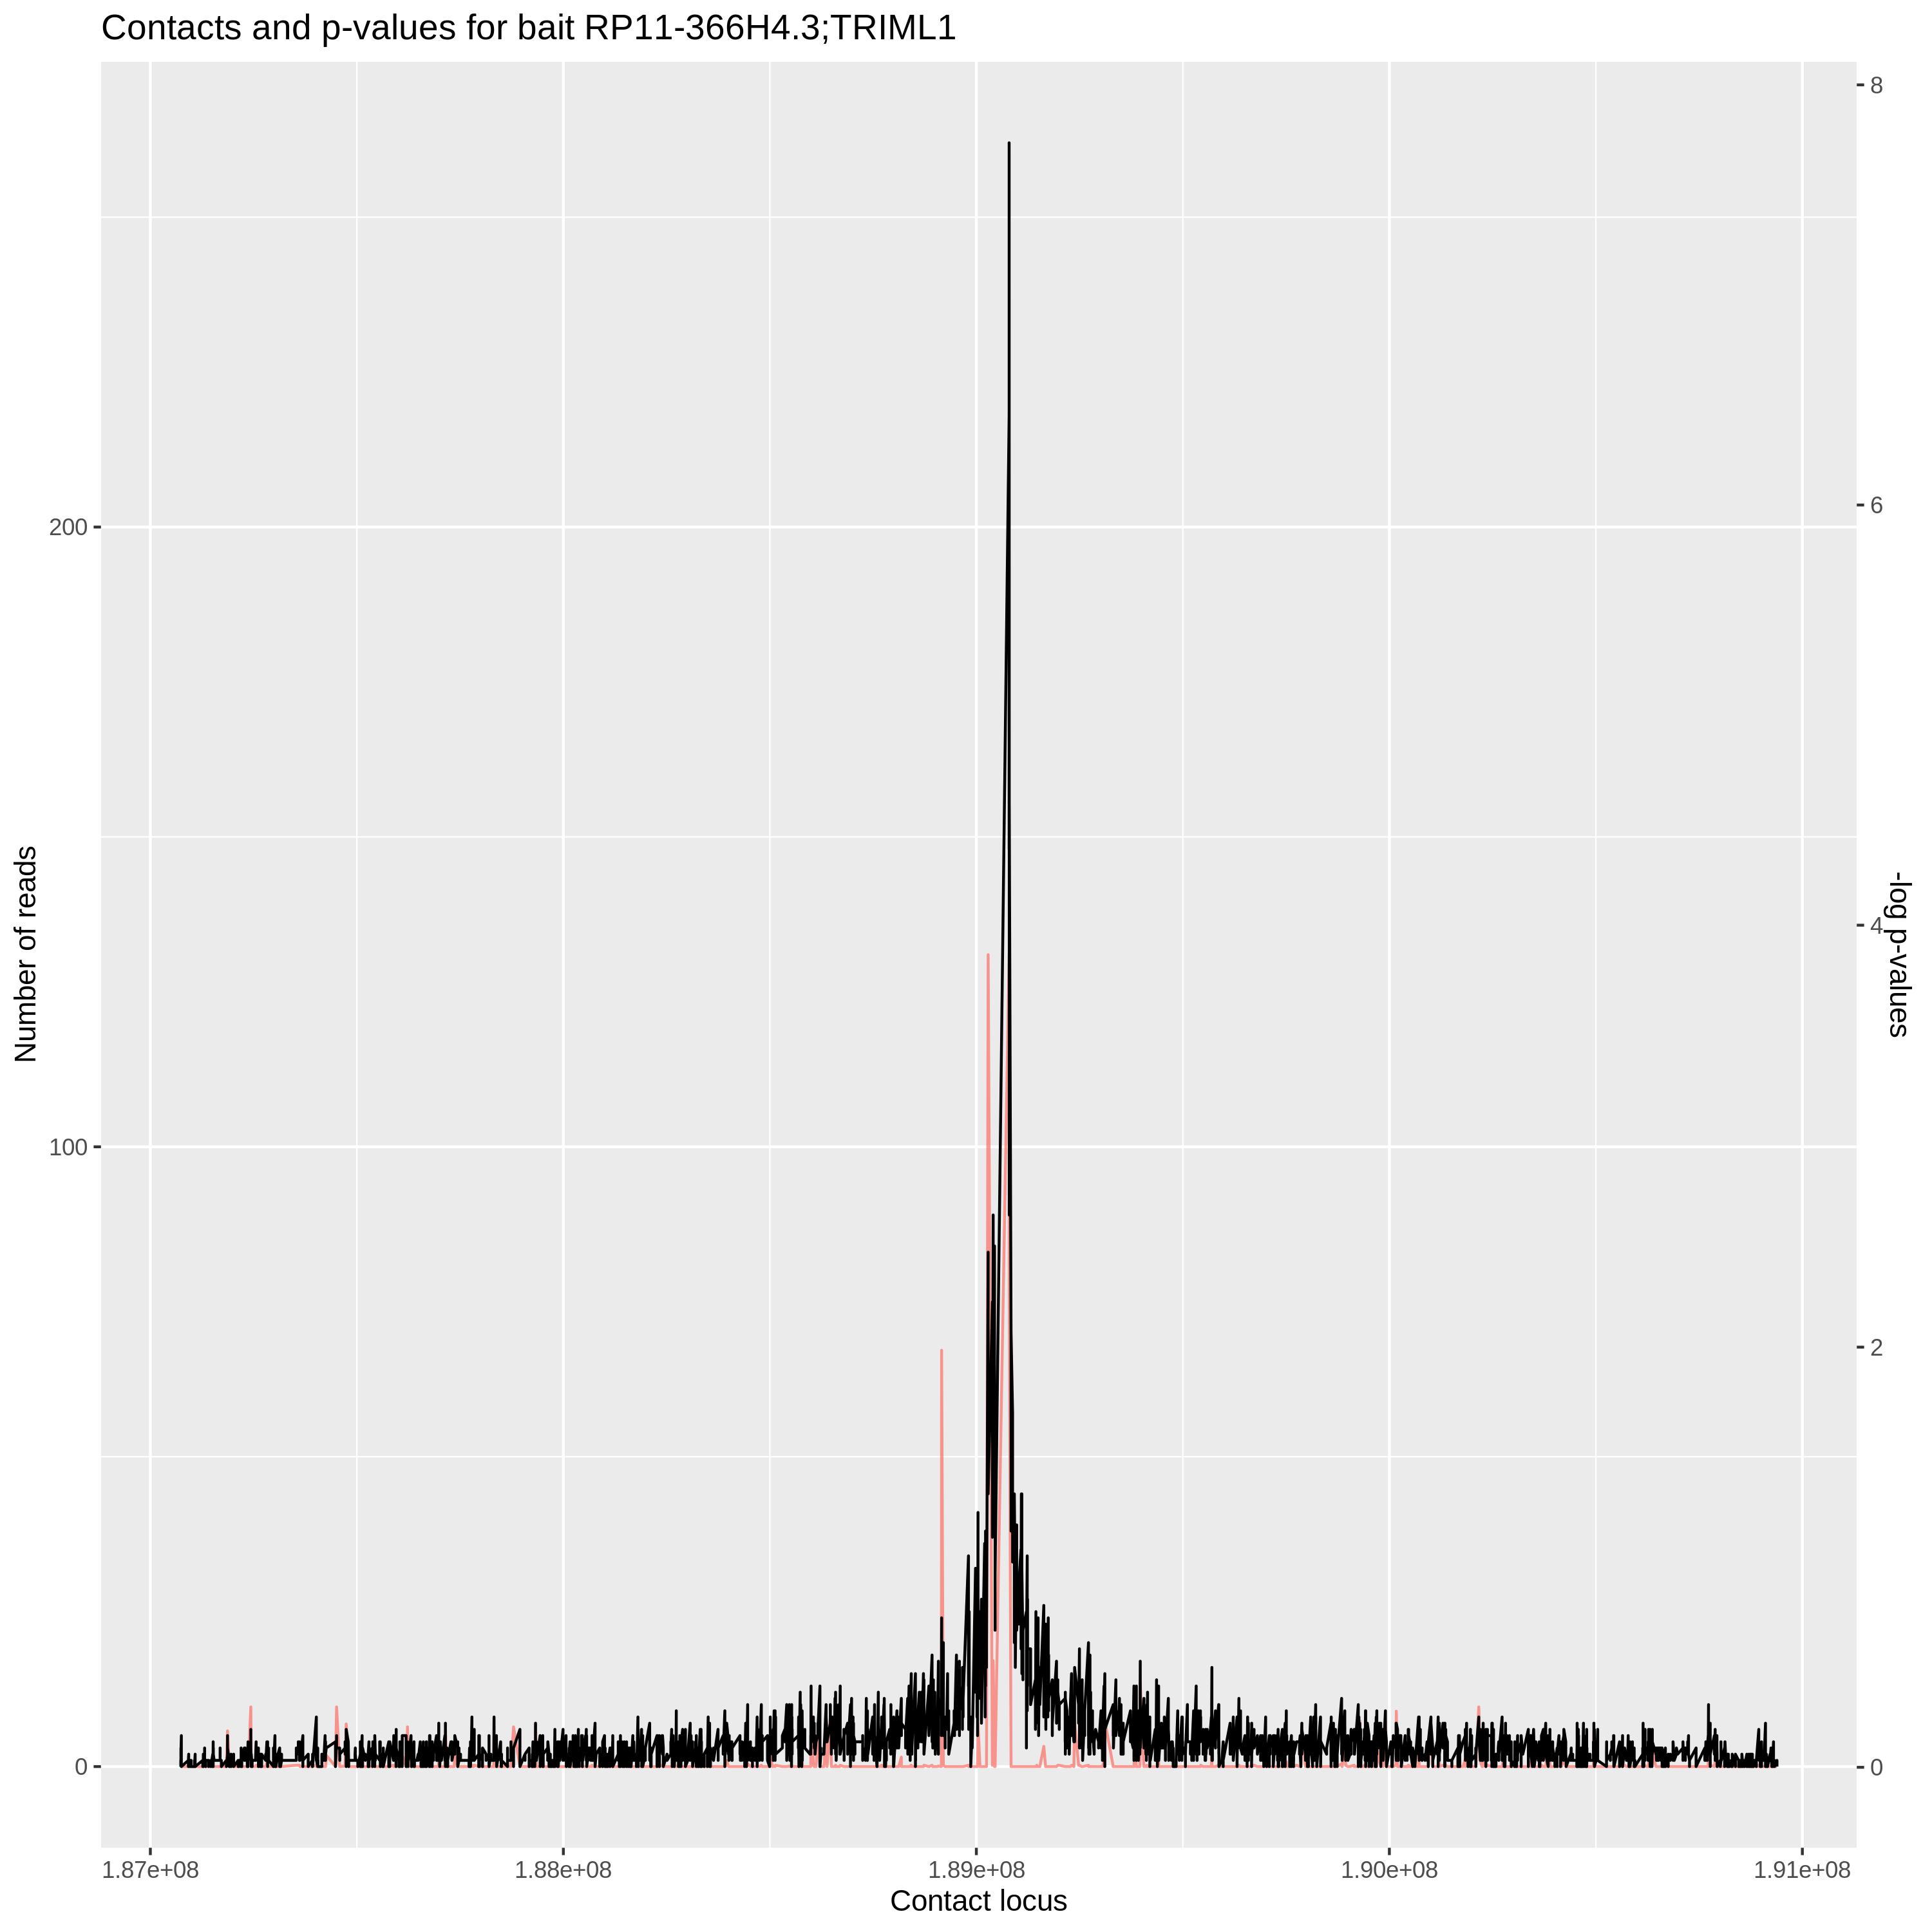 Contacts and p-values for bait RP11-366H4.3;TRIML1
Number of reads
200
100
0
8
6
4
2
0
-log p-values
1.87e+08
1.88e+08
1.89e+08
1.90e+08
1.91e+08
Contact locus